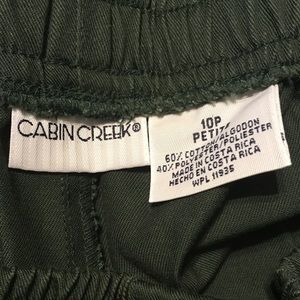 CABIN CREEK®
10P
PETITE
60% COTTON/ALGODON
40% POLYESTER/POLIESTER
MADE IN COSTA RICA
HECHO EN COSTA RICA
WPL 11935